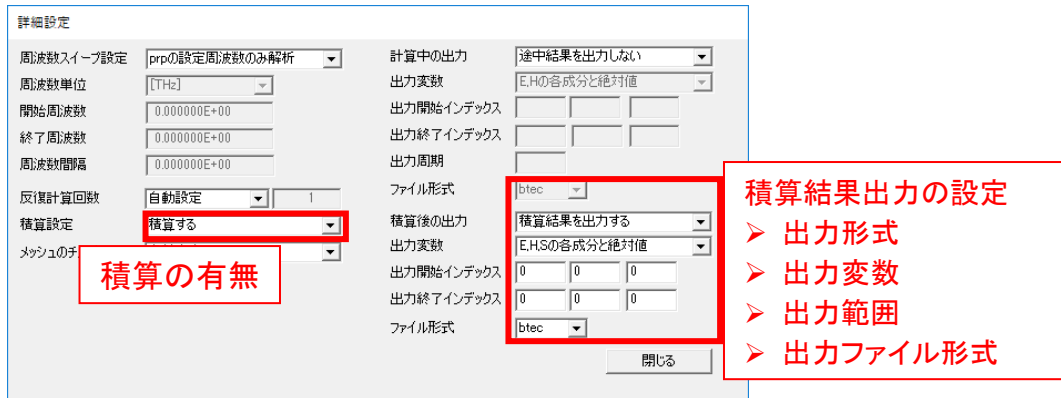 詳細設定
周波数スイープ設定 prpの設定周波数のみ解析
周波数単位 [THz]
開始周波数 0.000000E+00
終了周波数 0.000000E+00
周波数間隔 0.000000E+00
反復計算回数 自動設定 1
積算設定 積算する
メッシュのチ
積算の有無
計算中の出力 途中結果を出力しない
出力変数 E,Hの各成分と絶対値
出力開始インデックス
出力終了インデックス
出力周期
ファイル形式 btec
積算後の出力 積算結果を出力する
出力変数 E,H,Sの各成分と絶対値
出力開始インデックス 0 0 0
出力終了インデックス 0 0 0
ファイル形式 btec
閉じる
積算結果出力の設定
➢ 出力形式
➢ 出力変数
➢ 出力範囲
➢ 出力ファイル形式